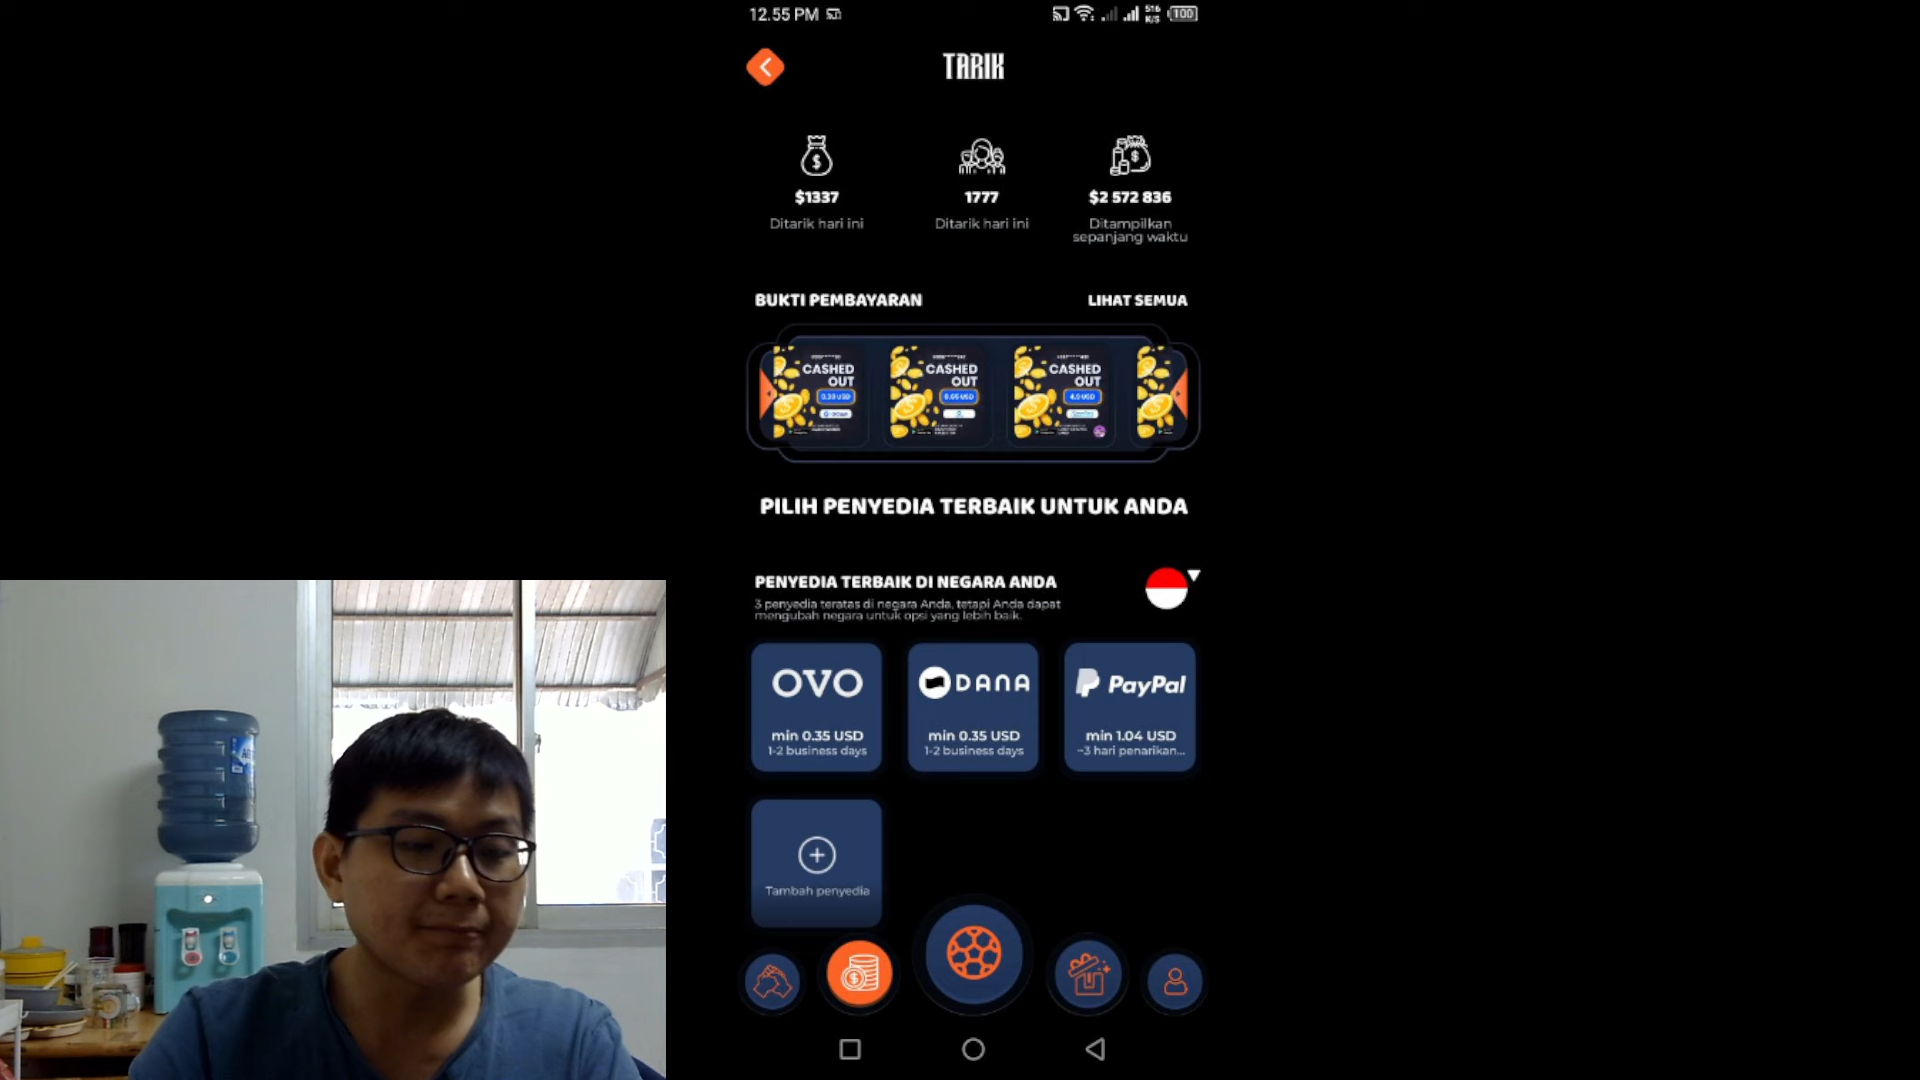 12.55 PM
516 K/S
100
TARIK
$1337
Ditarik hari ini
1777
Ditarik hari ini
$2 572 836
Ditampilkan
sepanjang waktu
BUKTI PEMBAYARAN
LIHAT SEMUA
CASHED
OUT
CASHED
OUT
CASHED
OUT
PILIH PENYEDIA TERBAIK UNTUK ANDA
PENYEDIA TERBAIK DI NEGARA ANDA
3 penyedia teratas di negara Anda, tetapi Anda dapat
mengubah negara untuk opsi yang lebih baik.
OVO
min 0.35 USD
1-2 business days
DANA
min 0.35 USD
1-2 business days
PayPal
min 1.04 USD
~3 hari penarikan...
Tambah penyedia